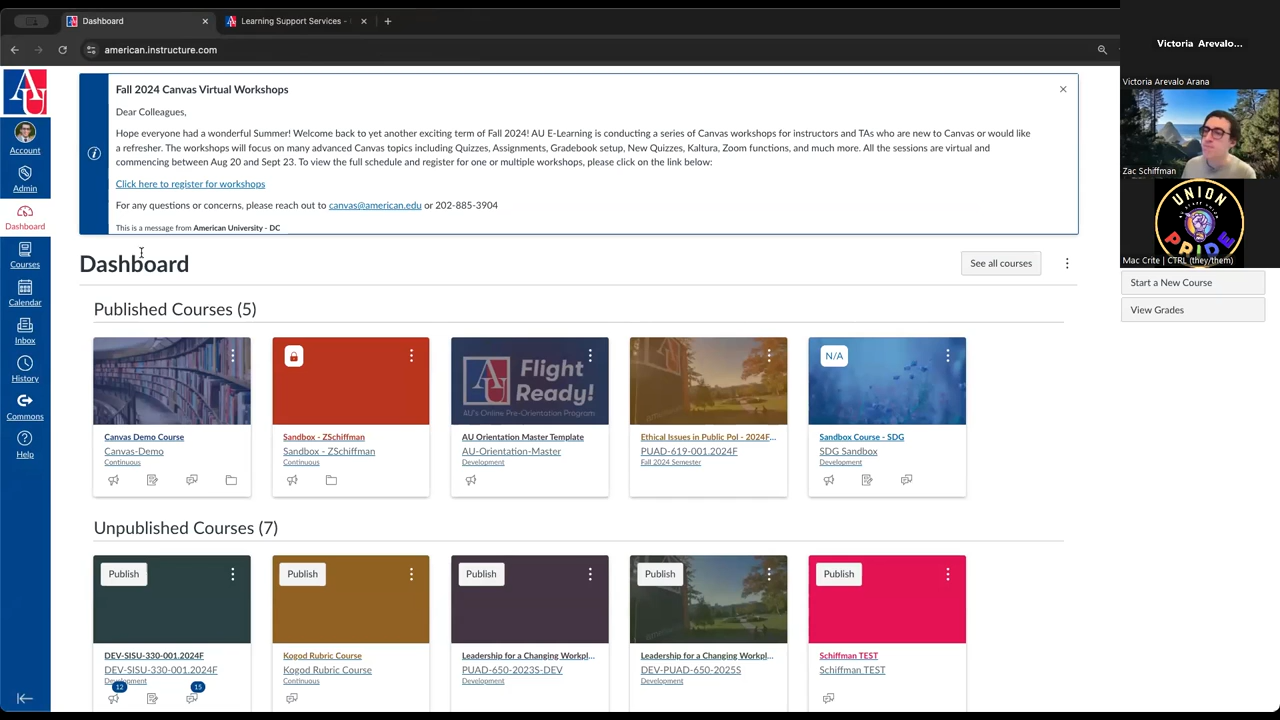 Dashboard
Learning Support Services -
american.instructure.com
AU
Account
Admin
Dashboard
Courses
Calendar
Inbox
History
Commons
Help
Fall 2024 Canvas Virtual Workshops
Dear Colleagues,
Hope everyone had a wonderful Summer! Welcome back to yet another exciting term of Fall 2024! AU E-Learning is conducting a series of Canvas workshops for instructors and TAs who are new to Canvas or would like
a refresher. The workshops will focus on many advanced Canvas topics including Quizzes, Assignments, Gradebook setup, New Quizzes, Kaltura, Zoom functions, and much more. All the sessions are virtual and
commencing between Aug 20 and Sept 23. To view the full schedule and register for one or multiple workshops, please click on the link below:
Click here to register for workshops
For any questions or concerns, please reach out to canvas@american.edu or 202-885-3904
This is a message from American University - DC
Dashboard
See all courses
Published Courses (5)
Canvas Demo Course
Canvas-Demo
Continuous
Sandbox - ZSchiffman
Sandbox - ZSchiffman
Continuous
AU Flight
Ready!
AU's Online Pre-Orientation Program
AU Orientation Master Template
AU-Orientation-Master
Development
Ethical Issues in Public Pol - 2024F...
PUAD-619-001.2024F
Fall 2024 Semester
N/A
Sandbox Course - SDG
SDG Sandbox
Development
Unpublished Courses (7)
Publish
DEV-SISU-330-001.2024F
DEV-SISU-330-001.2024F
Development
12
15
Publish
Kogod Rubric Course
Kogod Rubric Course
Continuous
Publish
Leadership for a Changing Workpl...
PUAD-650-2023S-DEV
Development
Publish
Leadership for a Changing Workpl...
DEV-PUAD-650-2025S
Development
Publish
Schiffman TEST
Schiffman TEST
Victoria Arevalo...
Victoria Arevalo Arana
Zac Schiffman
UNION
PRIDE
Mac Crite | CTRL (they/them)
Start a New Course
View Grades